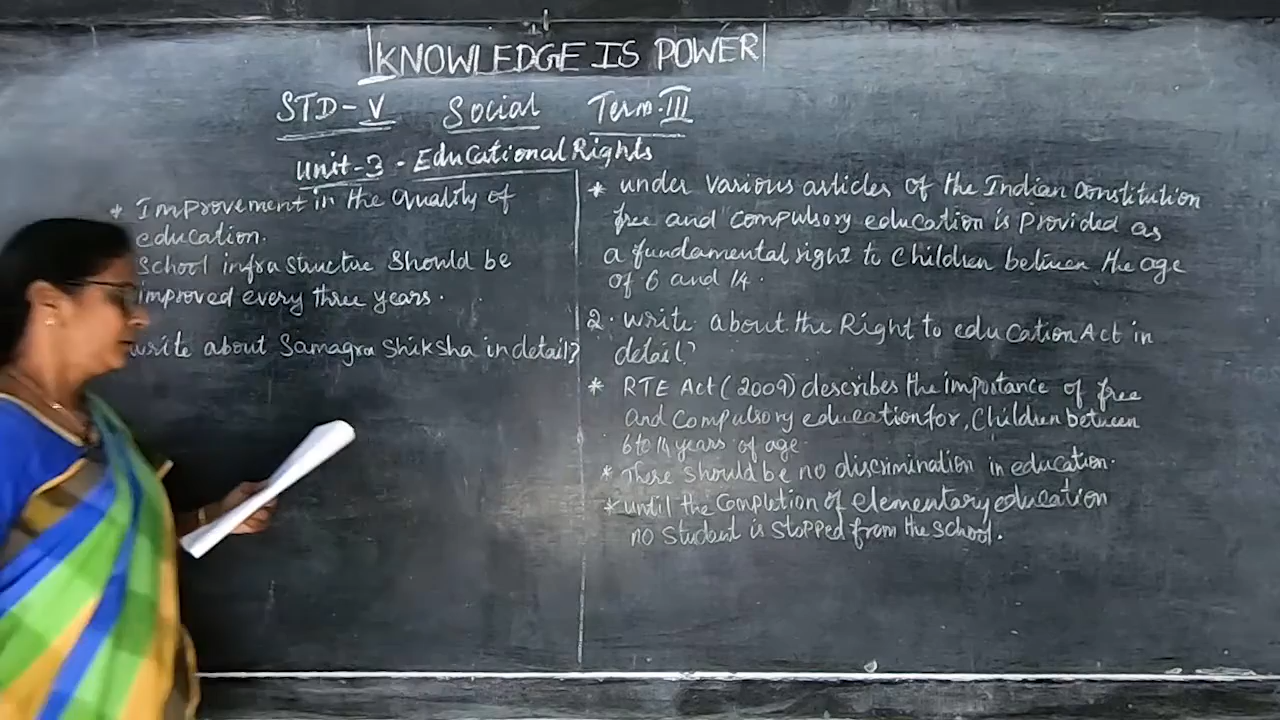 KNOWLEDGE IS POWER
STD-V Social Term-III
Unit-3 - Educational Rights
* Improvement in the Quality of
education.
School infrastructure should be
improved every three years.
write about Samagra Shiksha in detail?
* under various articles of the Indian Constitution
free and compulsory education is provided as
a fundamental right to children between the age
of 6 and 14.
2. write about the Right to education Act in
detail?
* RTE Act (2009) describes the importance of free
and compulsory education for, children between
6 to 14 years of age.
* There should be no discrimination in education.
* until the completion of elementary education
no student is stopped from the school.